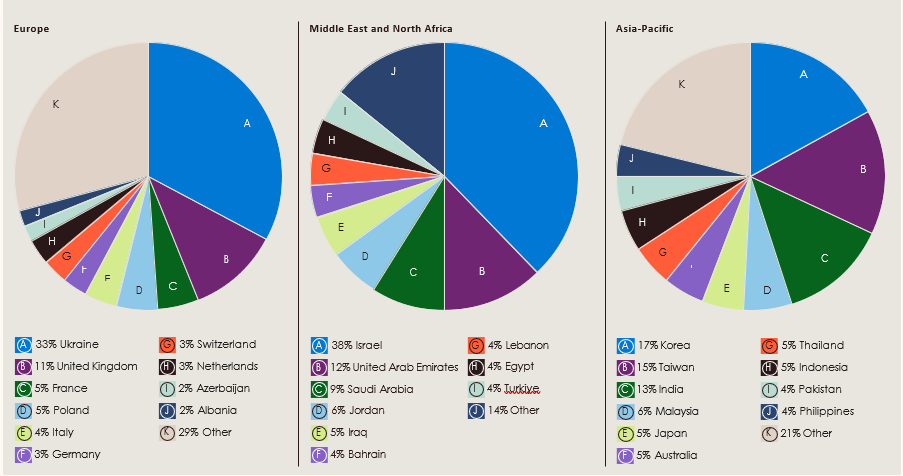 Europe
A
B
C
D
E
F
G
H
I
J
K
A 33% Ukraine
B 11% United Kingdom
C 5% France
D 5% Poland
E 4% Italy
F 3% Germany
G 3% Switzerland
H 3% Netherlands
I 2% Azerbaijan
J 2% Albania
K 29% Other
Middle East and North Africa
A
B
C
D
E
F
G
H
I
J
A 38% Israel
B 12% United Arab Emirates
C 9% Saudi Arabia
D 6% Jordan
E 5% Iraq
F 4% Bahrain
G 4% Lebanon
H 4% Egypt
I 4% Turkiye
J 14% Other
Asia-Pacific
A
B
C
D
E
G
H
I
J
K
A 17% Korea
B 15% Taiwan
C 13% India
D 6% Malaysia
E 5% Japan
F 5% Australia
G 5% Thailand
H 5% Indonesia
I 4% Pakistan
J 4% Philippines
K 21% Other